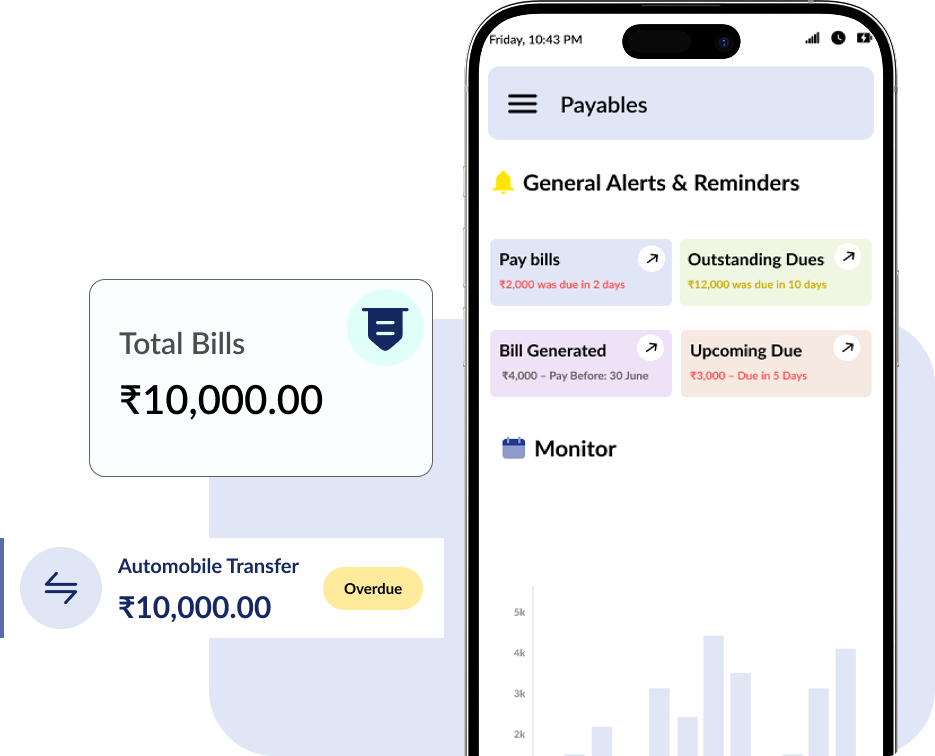 Friday, 10:43 PM
Payables
General Alerts & Reminders
Pay bills
₹2,000 was due in 2 days
Outstanding Dues
₹12,000 was due in 10 days
Bill Generated
₹4,000 – Pay Before: 30 June
Upcoming Due
₹3,000 – Due in 5 Days
Monitor
5k
4k
3k
2k
Total Bills
₹10,000.00
Automobile Transfer
₹10,000.00
Overdue